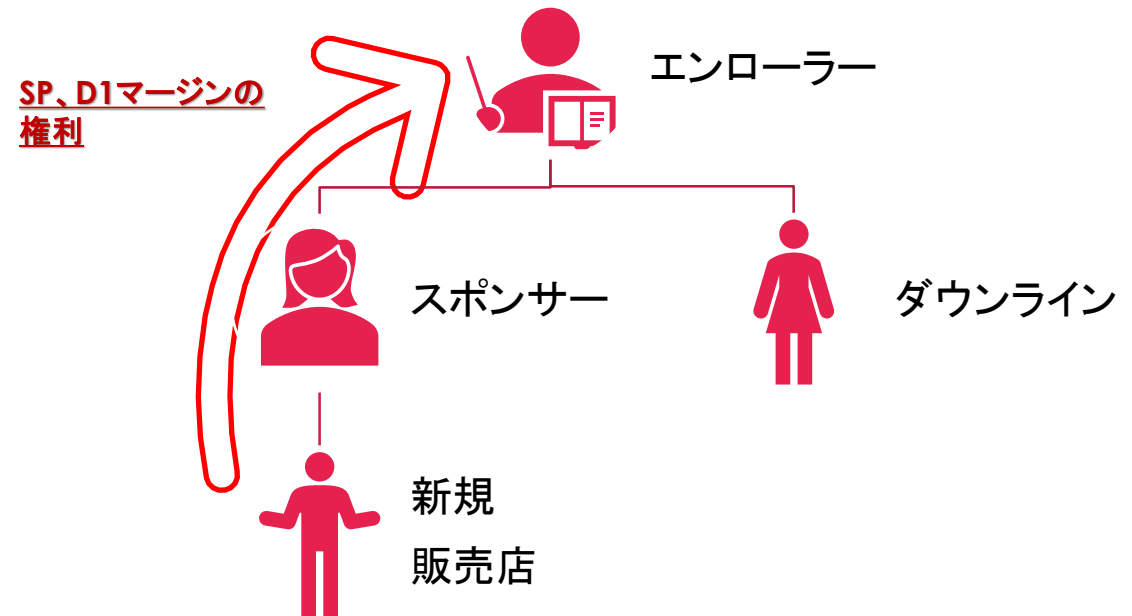 エンローラー
SP、D1マージンの
権利
スポンサー
ダウンライン
新規
販売店